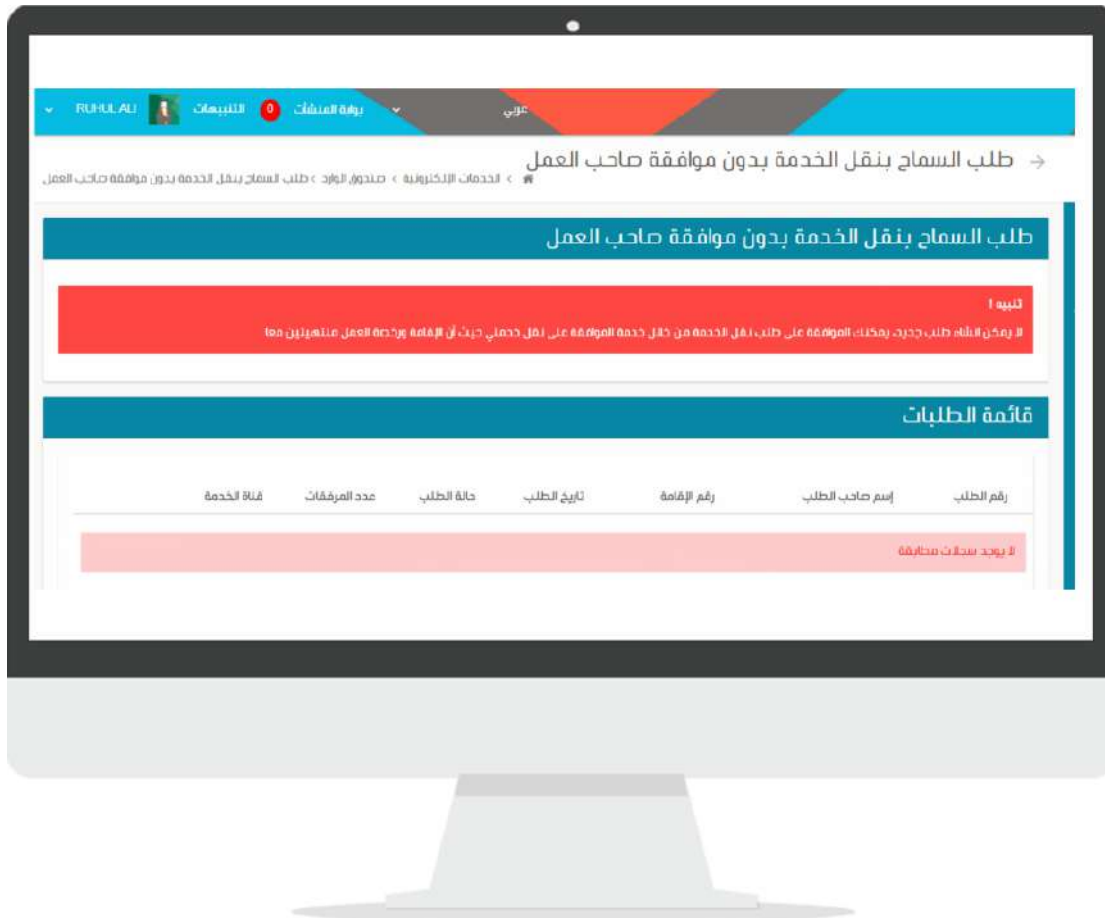 عربي
بوابة المنشآت
0 التنبيهات
RUHUL ALI
طلب السماح بنقل الخدمة بدون موافقة صاحب العمل
الخدمات الإلكترونية > صندوق الوارد > طلب السماح بنقل الخدمة بدون موافقة صاحب العمل
طلب السماح بنقل الخدمة بدون موافقة صاحب العمل
تنبيه !
لا يمكن انشاء طلب جديد، يمكنك الموافقة على طلب نقل الخدمة من خلال خدمة الموافقة على نقل خدمتي حيث أن الإقامة ورخصة العمل منتهيتين معا
قائمة الطلبات
رقم الطلب إسم صاحب الطلب رقم الإقامة تاريخ الطلب حالة الطلب عدد المرفقات قناة الخدمة
لا يوجد سجلات مطابقة